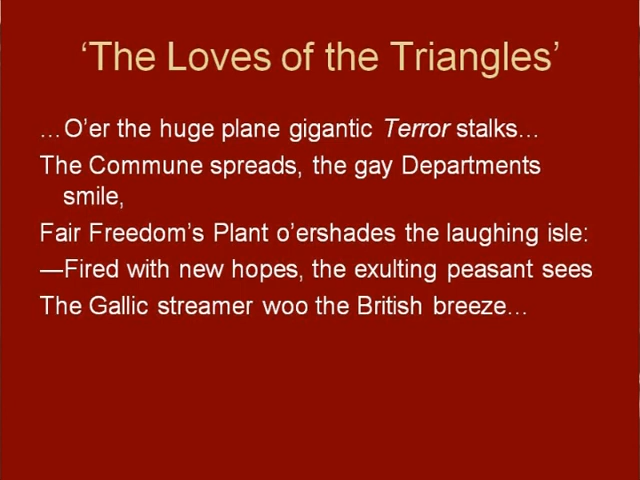 ‘The Loves of the Triangles’
…O’er the huge plane gigantic Terror stalks…
The Commune spreads, the gay Departments
smile,
Fair Freedom’s Plant o’ershades the laughing isle:
—Fired with new hopes, the exulting peasant sees
The Gallic streamer woo the British breeze…